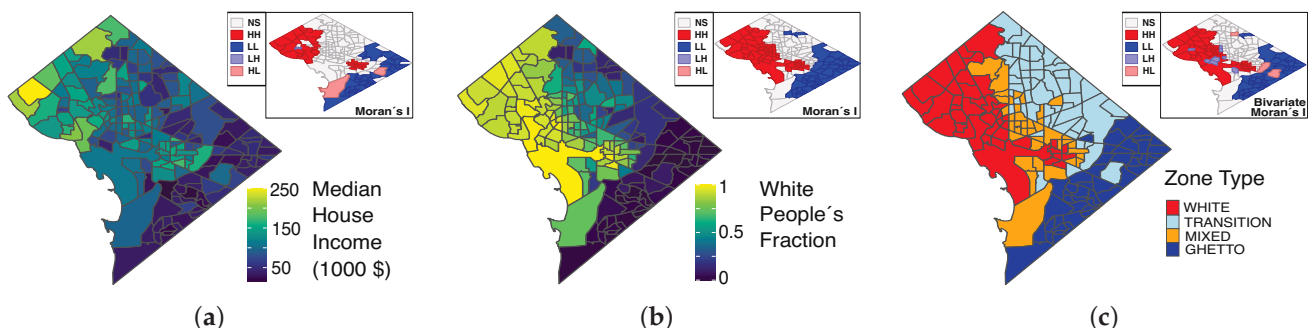 NS
HH
LL
LH
HL
Moran´s I
250
150
50
Median
House
Income
(1000 $)
(a)
NS
HH
LL
LH
HL
Moran´s I
1
0.5
0
White
People´s
Fraction
(b)
NS
HH
LL
LH
HL
Bivariate
Moran´s I
Zone Type
WHITE
TRANSITION
MIXED
GHETTO
(c)